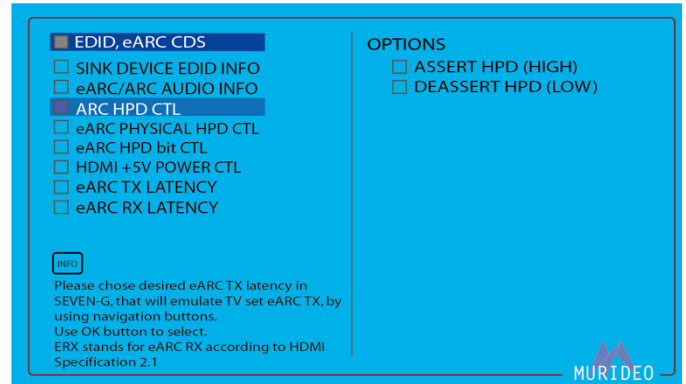 EDID, eARC CDS
SINK DEVICE EDID INFO
eARC/ARC AUDIO INFO
ARC HPD CTL
eARC PHYSICAL HPD CTL
eARC HPD bit CTL
HDMI +5V POWER CTL
eARC TX LATENCY
eARC RX LATENCY
INFO
Please chose desired eARC TX latency in
SEVEN-G, that will emulate TV set eARC TX, by
using navigation buttons.
Use OK button to select.
ERX stands for eARC RX according to HDMI
Specification 2.1
OPTIONS
ASSERT HPD (HIGH)
DEASSERT HPD (LOW)
MURIDEO